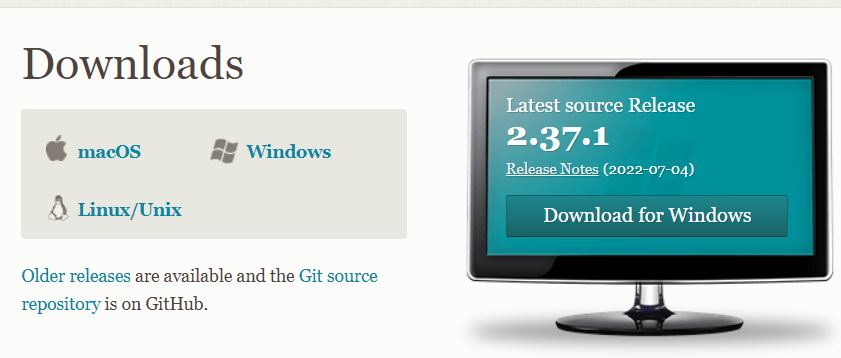 Downloads
macOS
Windows
Linux/Unix
Older releases are available and the Git source
repository is on GitHub.
Latest source Release
2.37.1
Release Notes (2022-07-04)
Download for Windows